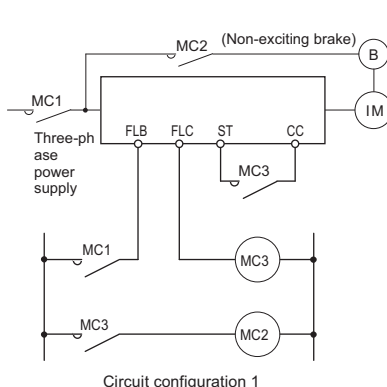 MC2
(Non-exciting brake)
B
MC1
IM
Three-ph
ase
power
supply
FLB
FLC
ST
CC
MC3
MC1
MC3
MC3
MC2
Circuit configuration 1